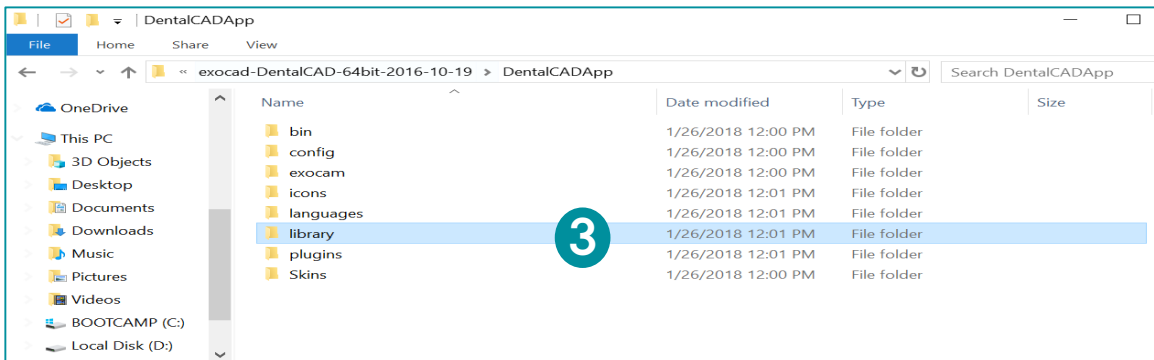 DentalCADApp
File Home Share View
« exocad-DentalCAD-64bit-2016-10-19 > DentalCADApp Search DentalCADApp
OneDrive
This PC
3D Objects
Desktop
Documents
Downloads
Music
Pictures
Videos
BOOTCAMP (C:)
Local Disk (D:)
Name Date modified Type Size
bin 1/26/2018 12:00 PM File folder
config 1/26/2018 12:00 PM File folder
exocam 1/26/2018 12:00 PM File folder
icons 1/26/2018 12:01 PM File folder
languages 1/26/2018 12:01 PM File folder
library 3 1/26/2018 12:01 PM File folder
plugins 1/26/2018 12:01 PM File folder
Skins 1/26/2018 12:00 PM File folder